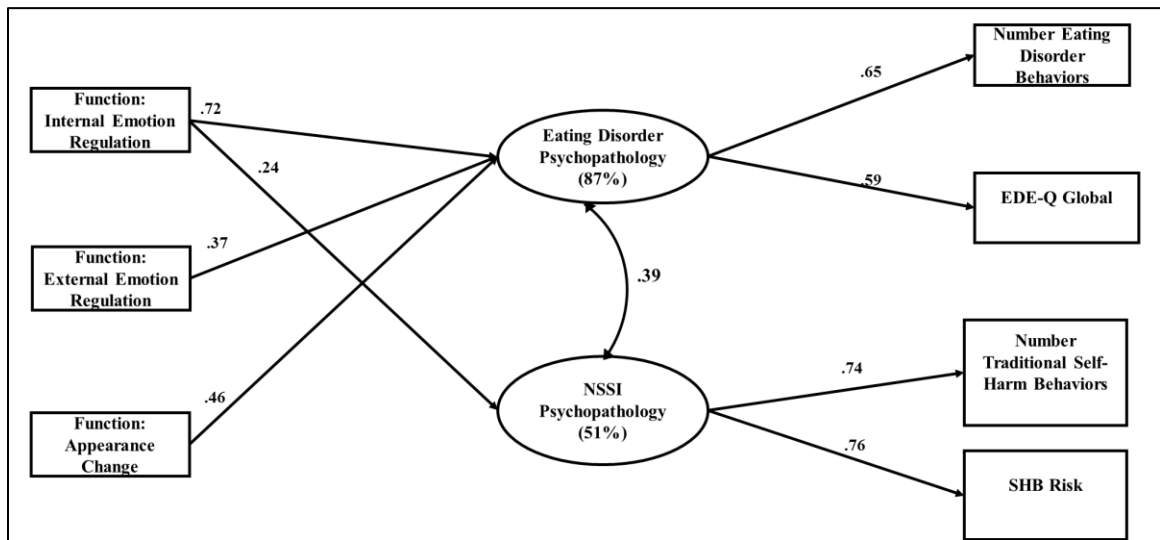 Function:
Internal Emotion
Regulation
.72
.24
Function:
External Emotion
Regulation
.37
Function:
Appearance
Change
.46
Eating Disorder
Psychopathology
(87%)
.39
NSSI
Psychopathology
(51%)
.65
Number Eating
Disorder
Behaviors
.59
EDE-Q Global
.74
Number
Traditional Self-
Harm Behaviors
.76
SHB Risk